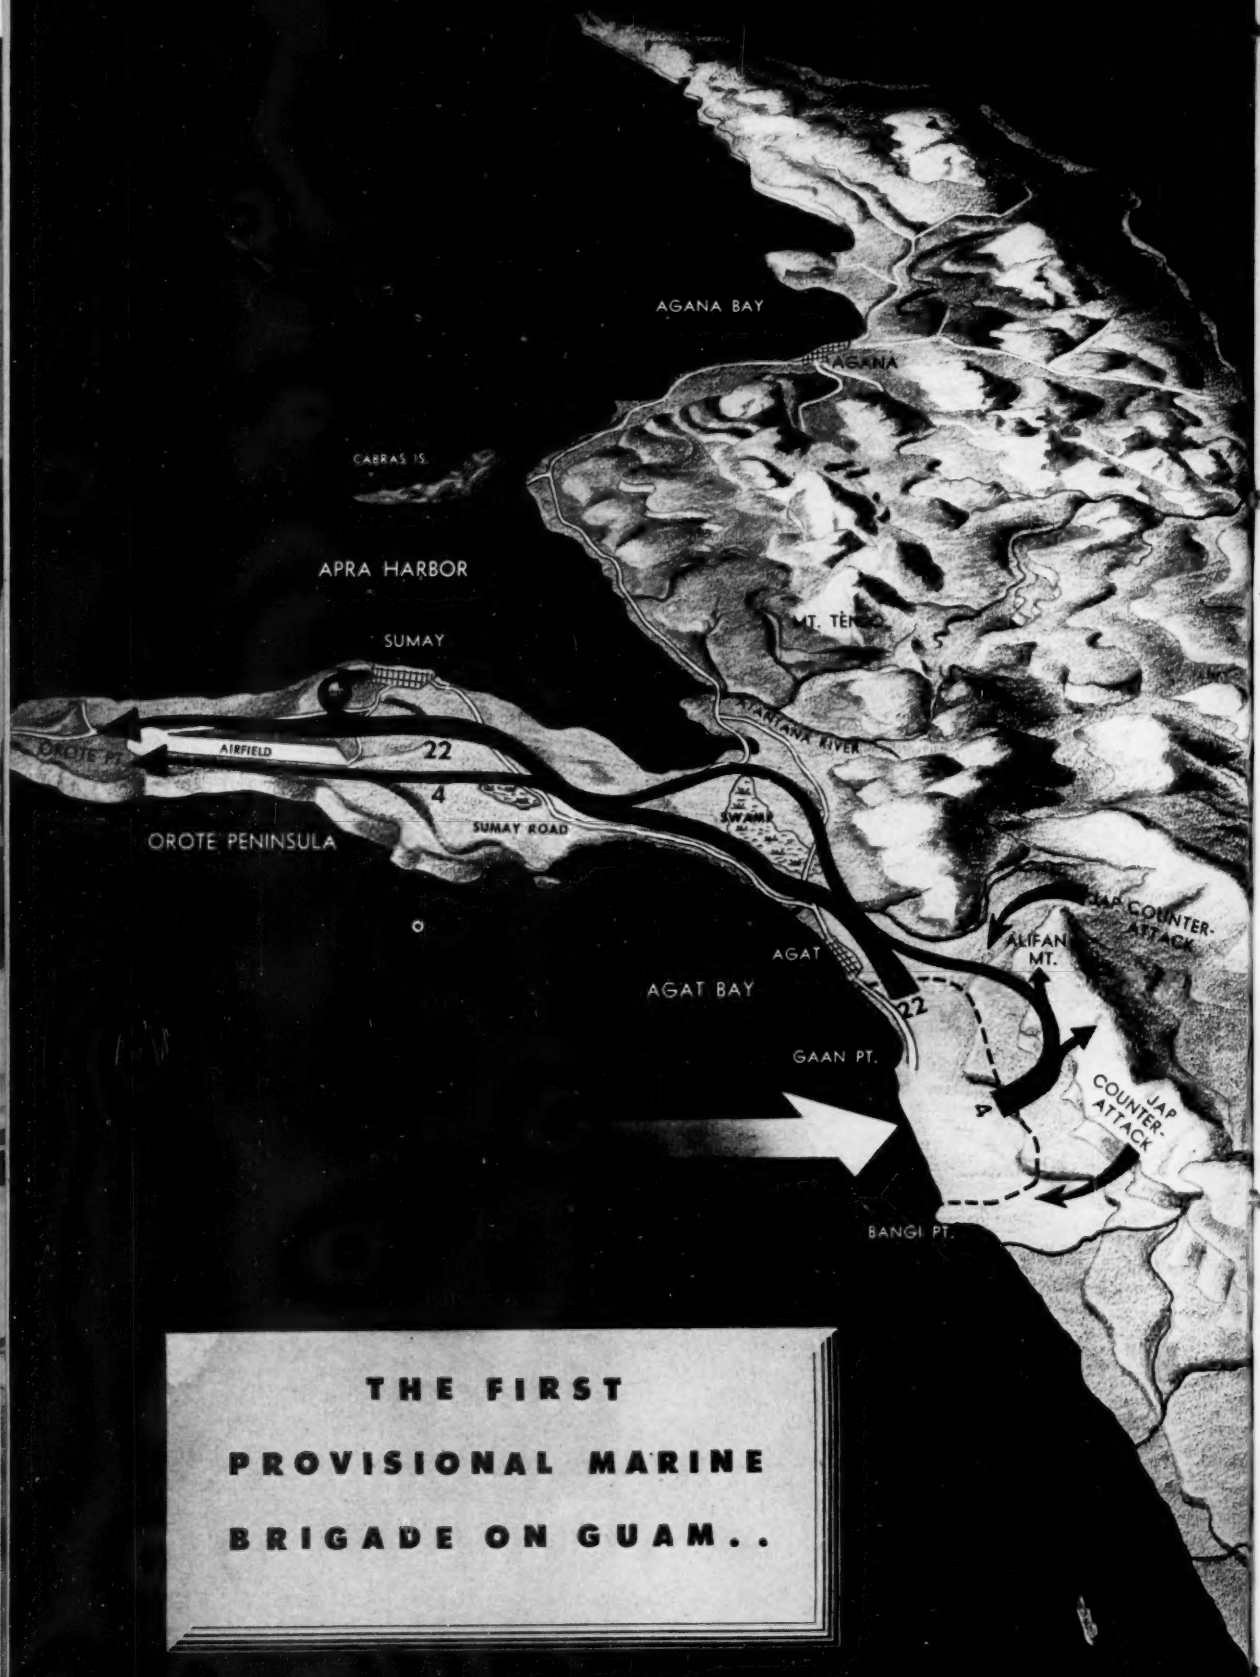 AGANA BAY
AGANA
CABRAS IS.
APRA HARBOR
SUMAY
MT. TENJO
ATANTANA RIVER
OROTE PT.
AIRFIELD
22
4
SUMAY ROAD
SWAMP
OROTE PENINSULA
JAP COUNTER-
ATTACK
ALIFAN
MT.
AGAT
AGAT BAY
22
GAAN PT.
4
JAP
COUNTER-
ATTACK
BANGI PT.
THE FIRST
PROVISIONAL MARINE
BRIGADE ON GUAM..